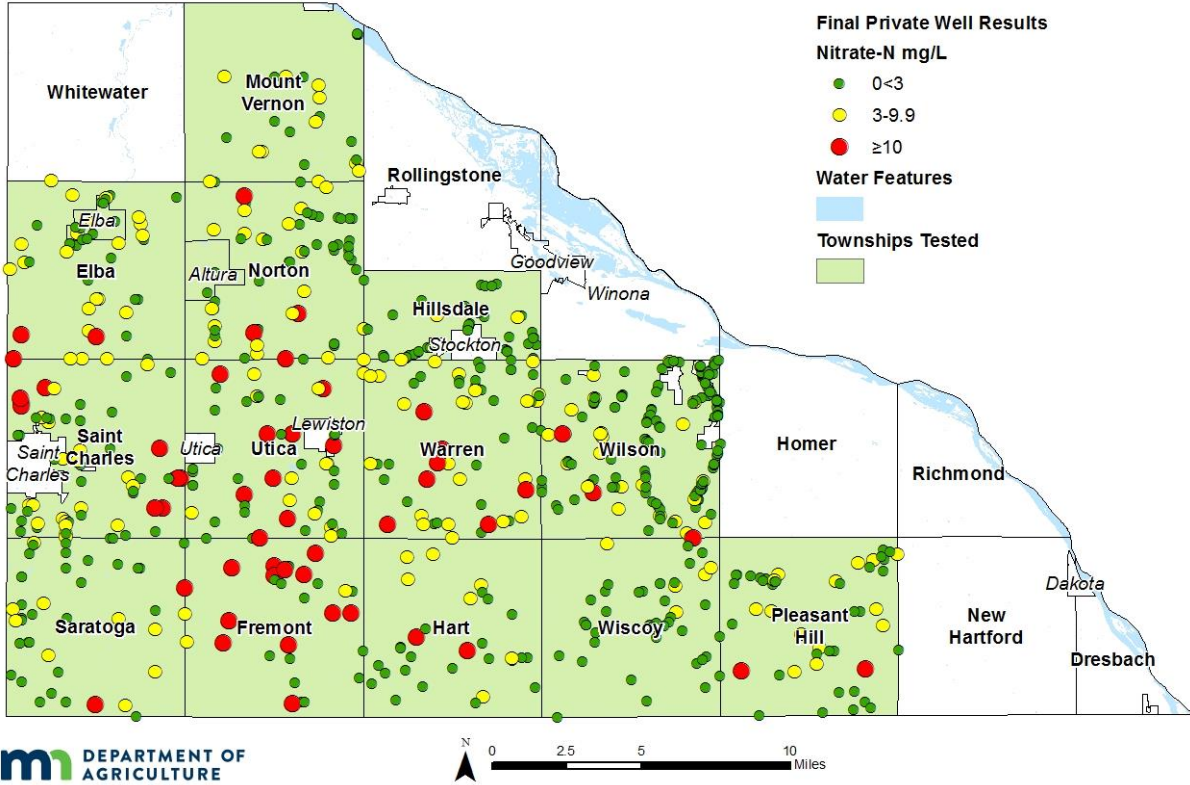 Final Private Well Results
Nitrate-N mg/L
0<3
3-9.9
≥10
Water Features
Townships Tested
Whitewater
Mount
Vernon
Rollingstone
Elba
Elba
Altura
Norton
Goodview
Winona
Hillsdale
Stockton
Saint
Charles
Saint
Charles
Utica
Utica
Lewiston
Warren
Wilson
Homer
Richmond
Saratoga
Fremont
Hart
Wiscoy
Pleasant
Hill
New
Hartford
Dakota
Dresbach
mn DEPARTMENT OF
AGRICULTURE
N
0 2.5 5 10
Miles